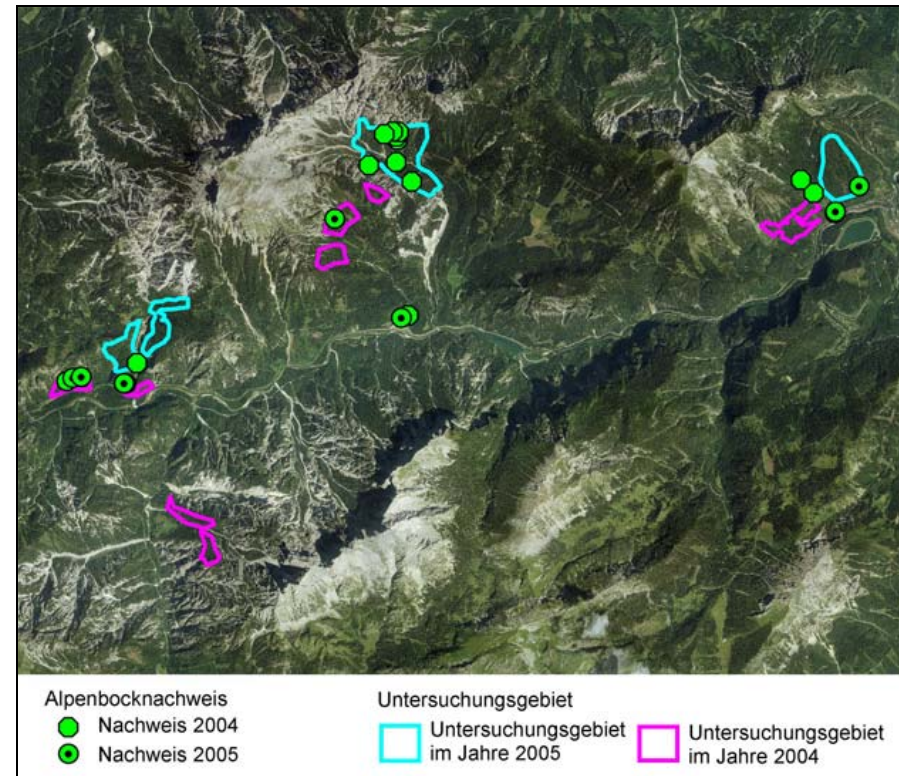 Alpenbocknachweis
Nachweis 2004
Nachweis 2005
Untersuchungsgebiet
Untersuchungsgebiet
im Jahre 2005
Untersuchungsgebiet
im Jahre 2004